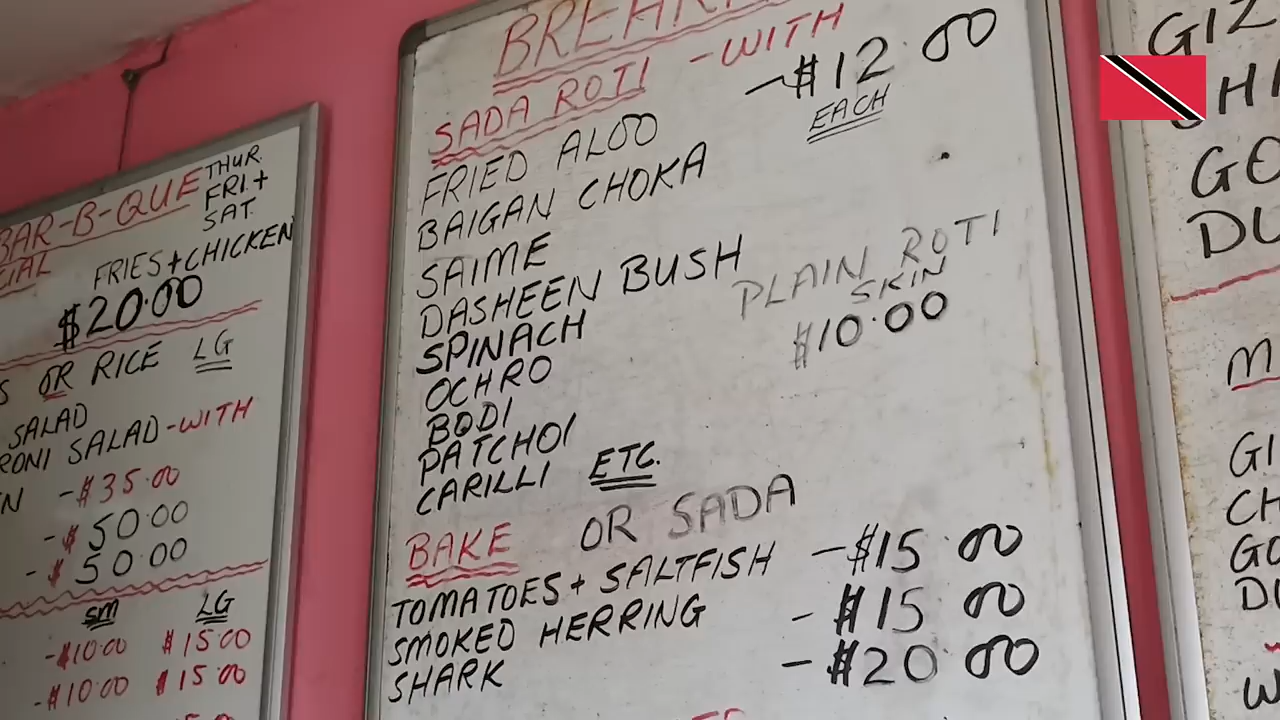 BAR-B-QUE THUR.
FRI.+
SAT.
FRIES+CHICKEN
$20.00
OR RICE LG
SALAD
SALAD-WITH
-$35.00
-$50.00
-$50.00
SM LG
-$10.00 $15.00
-$10.00 $15.00
SADA ROTI -WITH
-$12.00
EACH
FRIED ALOO
BAIGAN CHOKA
SAIME
DASHEEN BUSH
SPINACH
OCHRO
BODI
PATCHOI
CARILLI ETC.
PLAIN ROTI
SKIN
$10.00
BAKE OR SADA
TOMATOES+SALTFISH -$15.00
SMOKED HERRING -$15.00
SHARK -$20.00